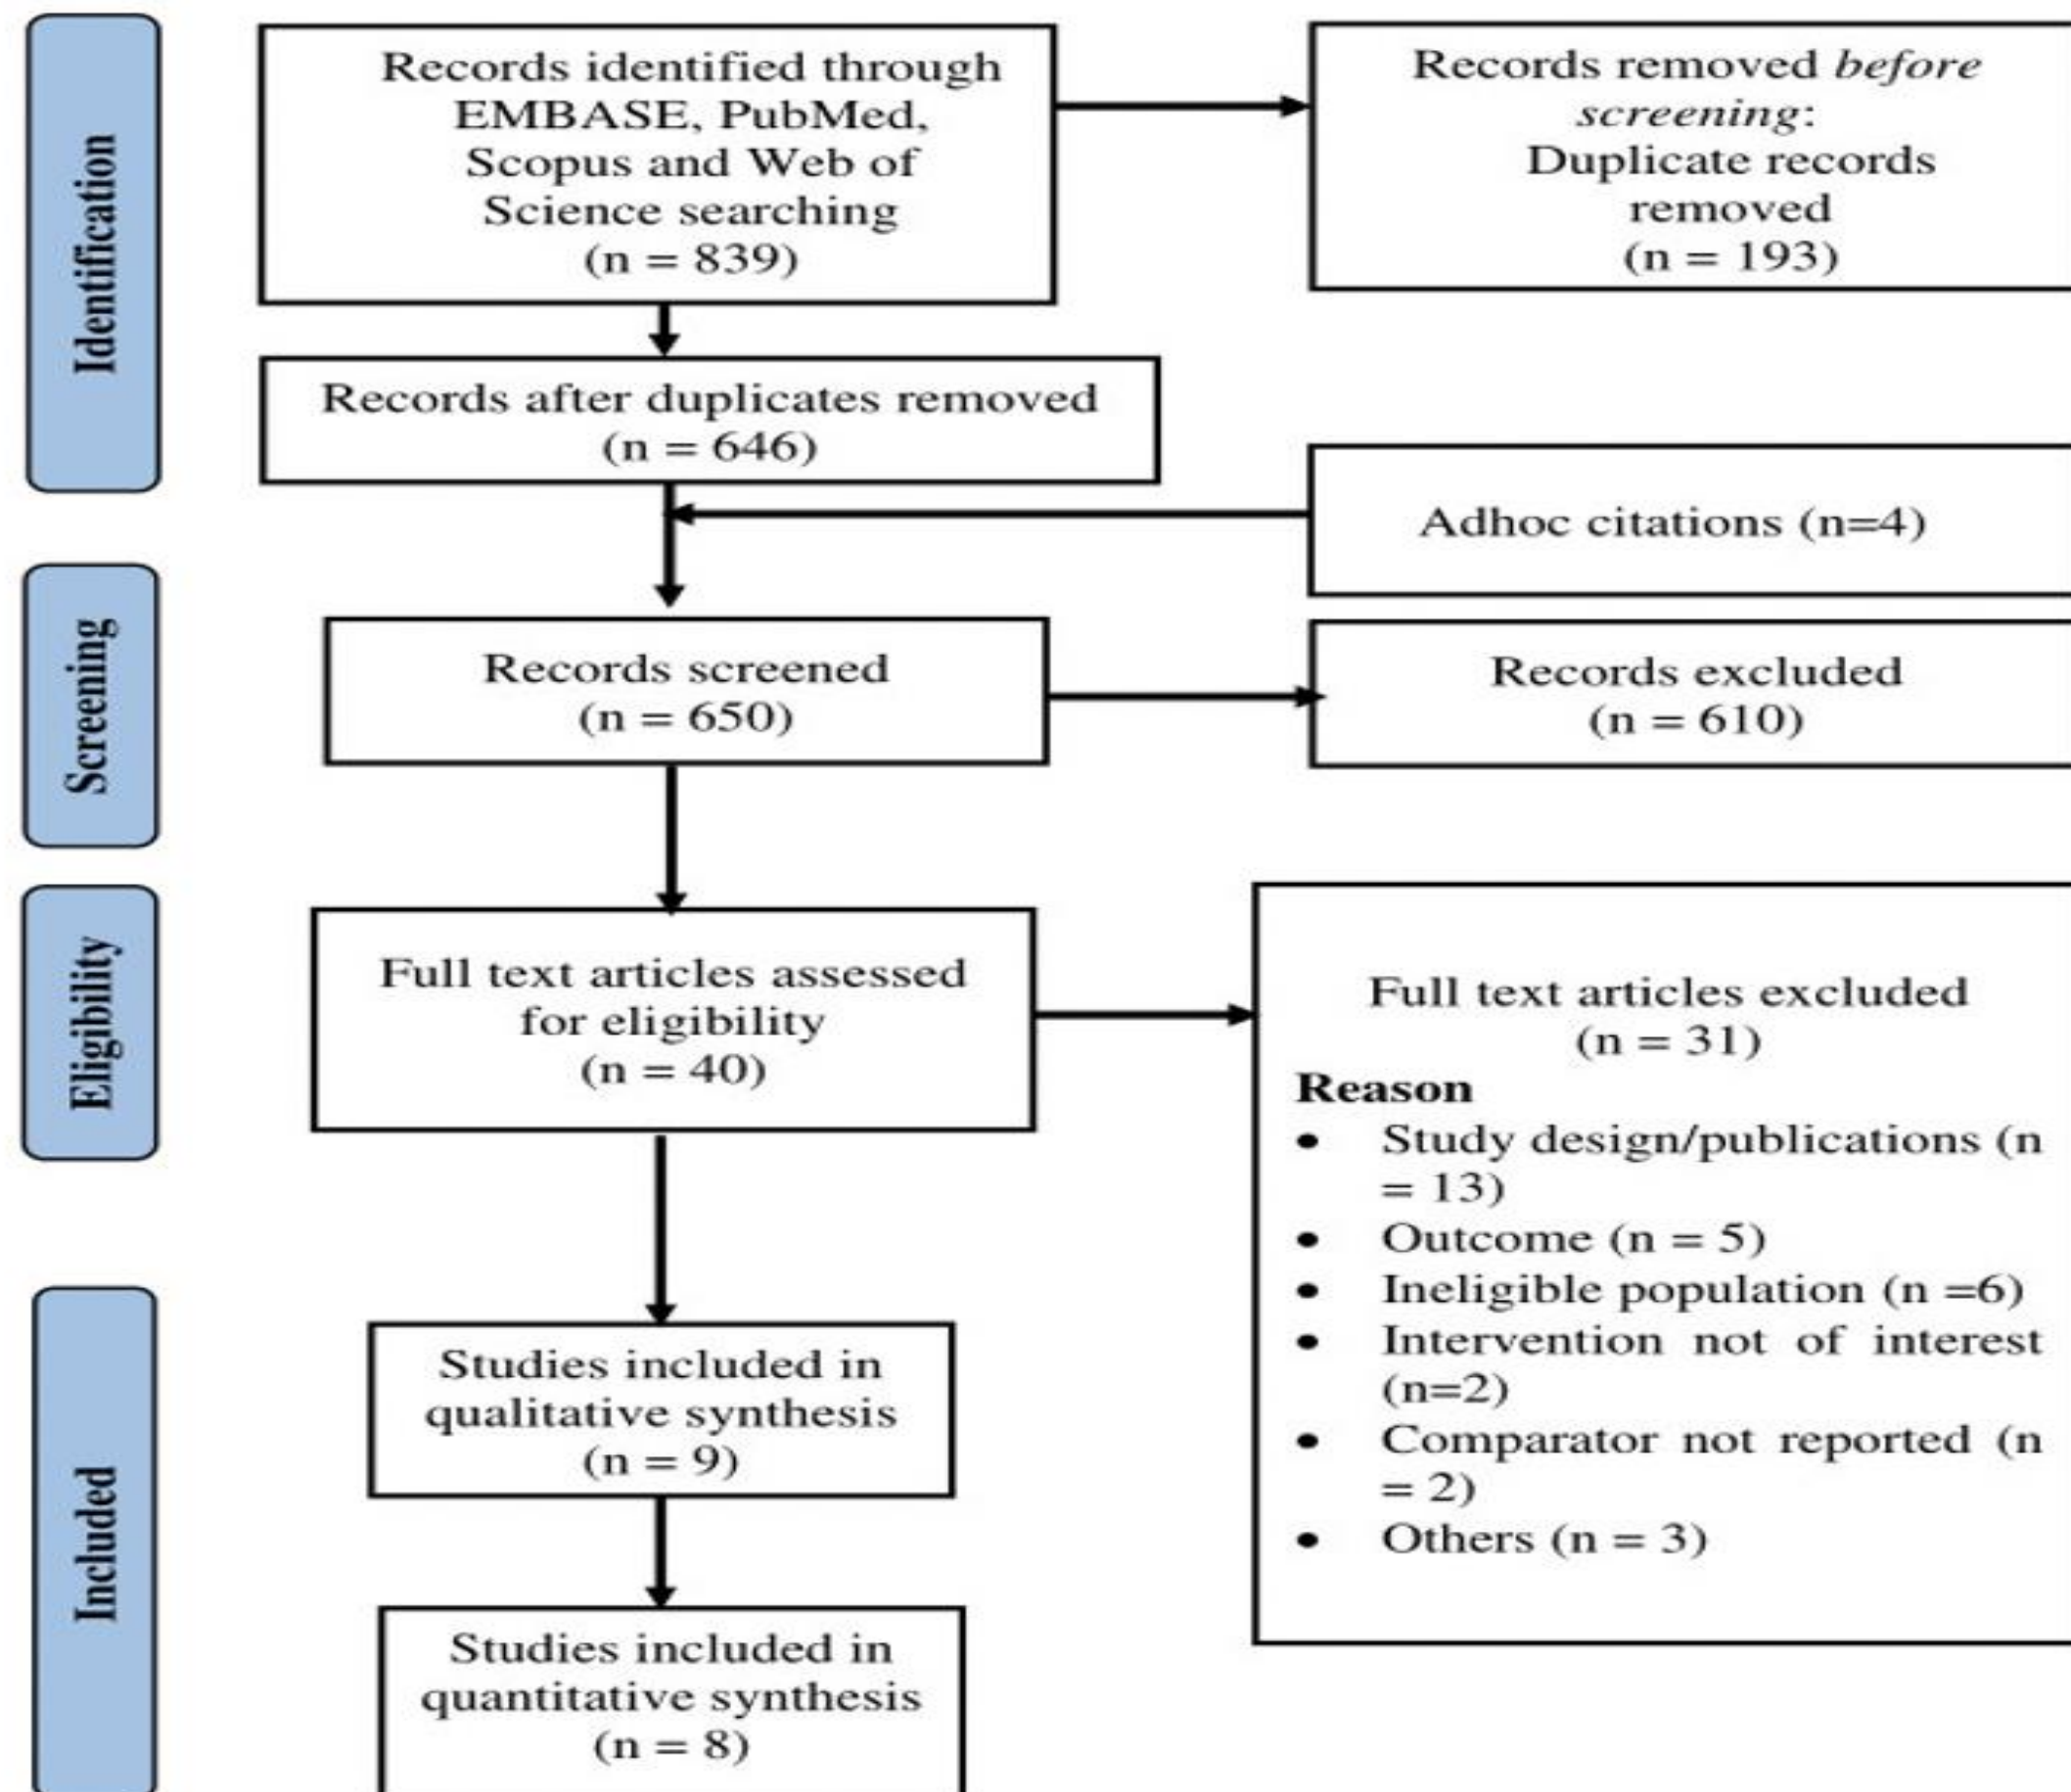 Identification
Records identified through
EMBASE, PubMed,
Scopus and Web of
Science searching
(n = 839)
Records removed before
screening:
Duplicate records
removed
(n = 193)
Records after duplicates removed
(n = 646)
Adhoc citations (n=4)
Screening
Records screened
(n = 650)
Records excluded
(n = 610)
Eligibility
Full text articles assessed
for eligibility
(n = 40)
Full text articles excluded
(n = 31)
Reason
• Study design/publications (n
= 13)
• Outcome (n = 5)
• Ineligible population (n =6)
• Intervention not of interest
(n=2)
• Comparator not reported (n
= 2)
• Others (n = 3)
Included
Studies included in
qualitative synthesis
(n = 9)
Studies included in
quantitative synthesis
(n = 8)